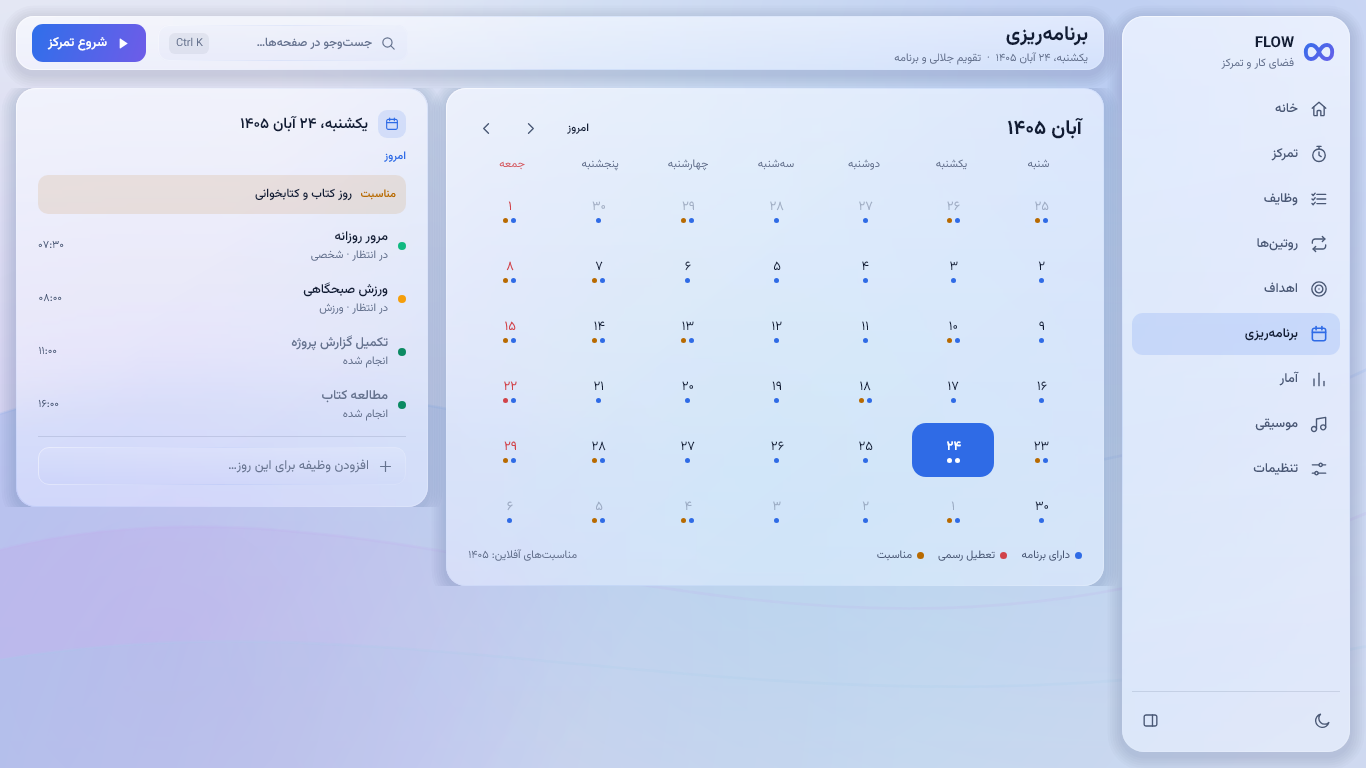 FLOW
فضای کار و تمرکز
خانه
تمرکز
وظایف
روتین‌ها
اهداف
برنامه‌ریزی
آمار
موسیقی
تنظیمات
برنامه‌ریزی
یکشنبه، ۲۴ آبان ۱۴۰۵ · تقویم جلالی و برنامه
جست‌وجو در صفحه‌ها...
Ctrl K
شروع تمرکز
آبان ۱۴۰۵
امروز
شنبه یکشنبه دوشنبه سه‌شنبه چهارشنبه پنجشنبه جمعه
۲۵ ۲۶ ۲۷ ۲۸ ۲۹ ۳۰ ۱
۲ ۳ ۴ ۵ ۶ ۷ ۸
۹ ۱۰ ۱۱ ۱۲ ۱۳ ۱۴ ۱۵
۱۶ ۱۷ ۱۸ ۱۹ ۲۰ ۲۱ ۲۲
۲۳ ۲۴ ۲۵ ۲۶ ۲۷ ۲۸ ۲۹
۳۰ ۱ ۲ ۳ ۴ ۵ ۶
دارای برنامه
تعطیل رسمی
مناسبت
مناسبت‌های آفلاین: ۱۴۰۵
یکشنبه، ۲۴ آبان ۱۴۰۵
امروز
مناسبت روز کتاب و کتابخوانی
مرور روزانه ۰۷:۳۰
در انتظار · شخصی
ورزش صبحگاهی ۰۸:۰۰
در انتظار · ورزش
تکمیل گزارش پروژه ۱۱:۰۰
انجام شده
مطالعه کتاب ۱۶:۰۰
انجام شده
افزودن وظیفه برای این روز...